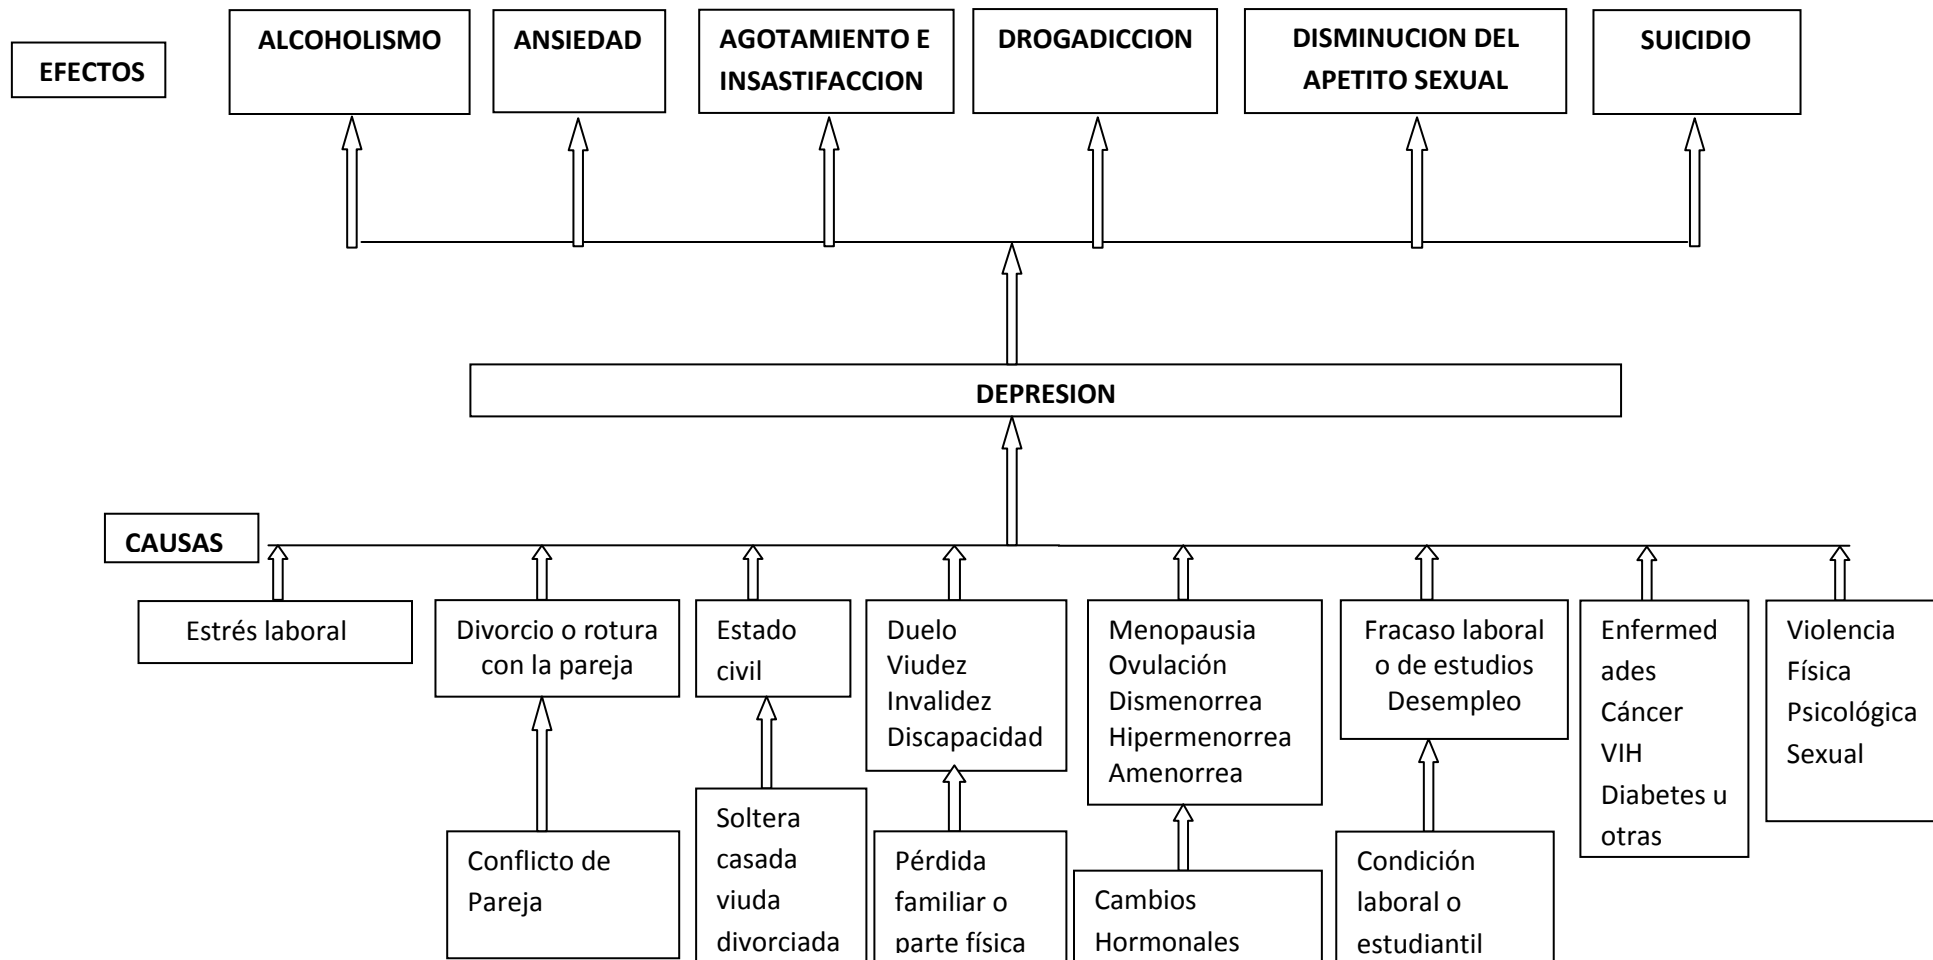 EFECTOS
ALCOHOLISMO
ANSIEDAD
AGOTAMIENTO E
INSASTIFACCION
DROGADICCION
DISMINUCION DEL
APETITO SEXUAL
SUICIDIO
DEPRESION
CAUSAS
Estrés laboral
Divorcio o rotura
con la pareja
Estado
civil
Duelo
Viudez
Invalidez
Discapacidad
Menopausia
Ovulación
Dismenorrea
Hipermenorrea
Amenorrea
Fracaso laboral
o de estudios
Desempleo
Enfermed
ades
Cáncer
VIH
Diabetes u
otras
Violencia
Física
Psicológica
Sexual
Conflicto de
Pareja
Soltera
casada
viuda
divorciada
Pérdida
familiar o
parte física
Cambios
Hormonales
Condición
laboral o
estudiantil